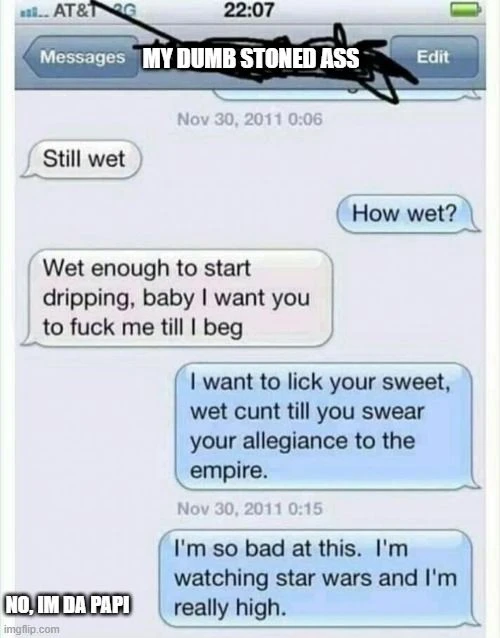 AT&T 3G 22:07
Messages MY DUMB STONED ASS Edit
Nov 30, 2011 0:06
Still wet
How wet?
Wet enough to start
dripping, baby I want you
to fuck me till I beg
I want to lick your sweet,
wet cunt till you swear
your allegiance to the
empire.
Nov 30, 2011 0:15
I'm so bad at this. I'm
watching star wars and I'm
really high.
NO, IM DA PAPI
imgflip.com